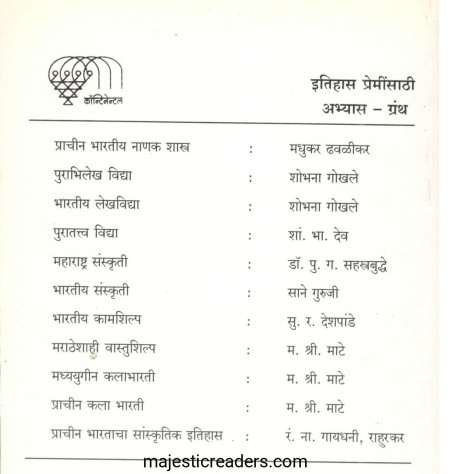 कॉन्टिनेन्टल
इतिहास प्रेमींसाठी
अभ्यास – ग्रंथ
प्राचीन भारतीय नाणक शास्त्र : मधुकर ढवळीकर
पुराभिलेख विद्या : शोभना गोखले
भारतीय लेखविद्या : शोभना गोखले
पुरातत्त्व विद्या : शां. भा. देव
महाराष्ट्र संस्कृती : डॉ. पु. ग. सहस्रबुद्धे
भारतीय संस्कृती : साने गुरुजी
भारतीय कामशिल्प : सु. र. देशपांडे
मराठेशाही वास्तुशिल्प : म. श्री. माटे
मध्ययुगीन कलाभारती : म. श्री. माटे
प्राचीन कला भारती : म. श्री. माटे
प्राचीन भारताचा सांस्कृतिक इतिहास : रं. ना. गायधनी, राहुरकर
majesticreaders.com